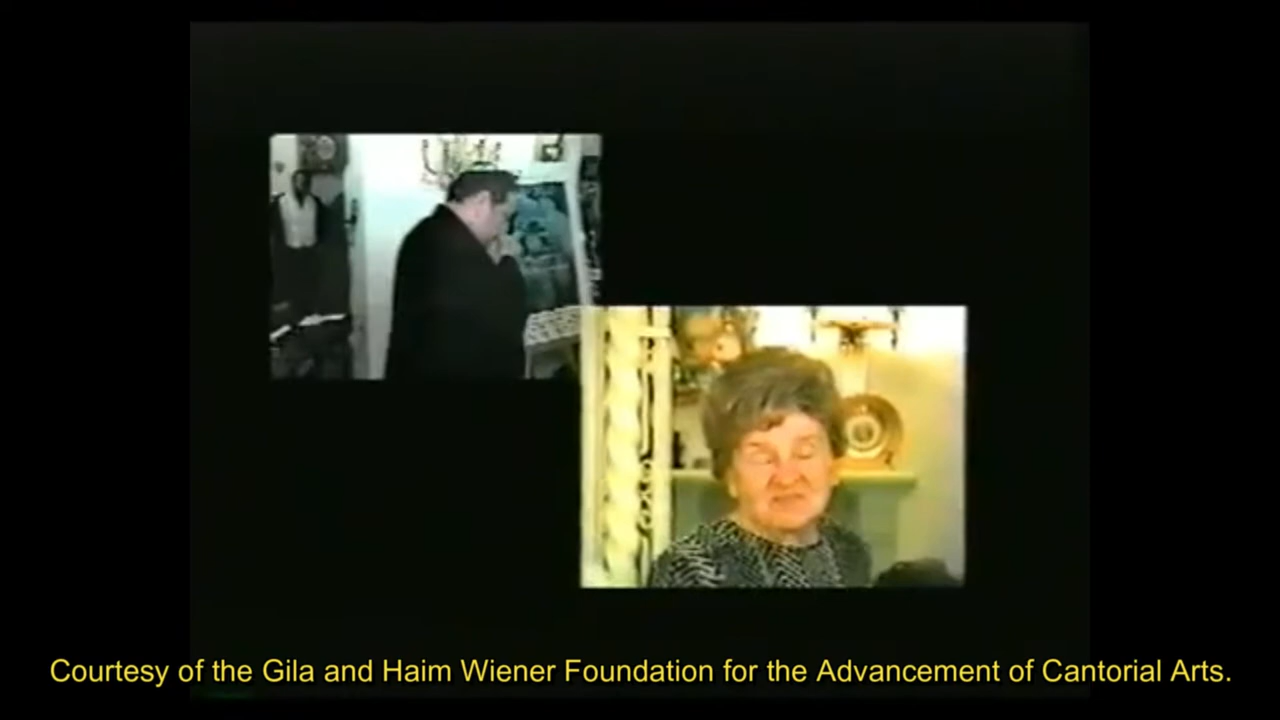 Courtesy of the Gila and Haim Wiener Foundation for the Advancement of Cantorial Arts.